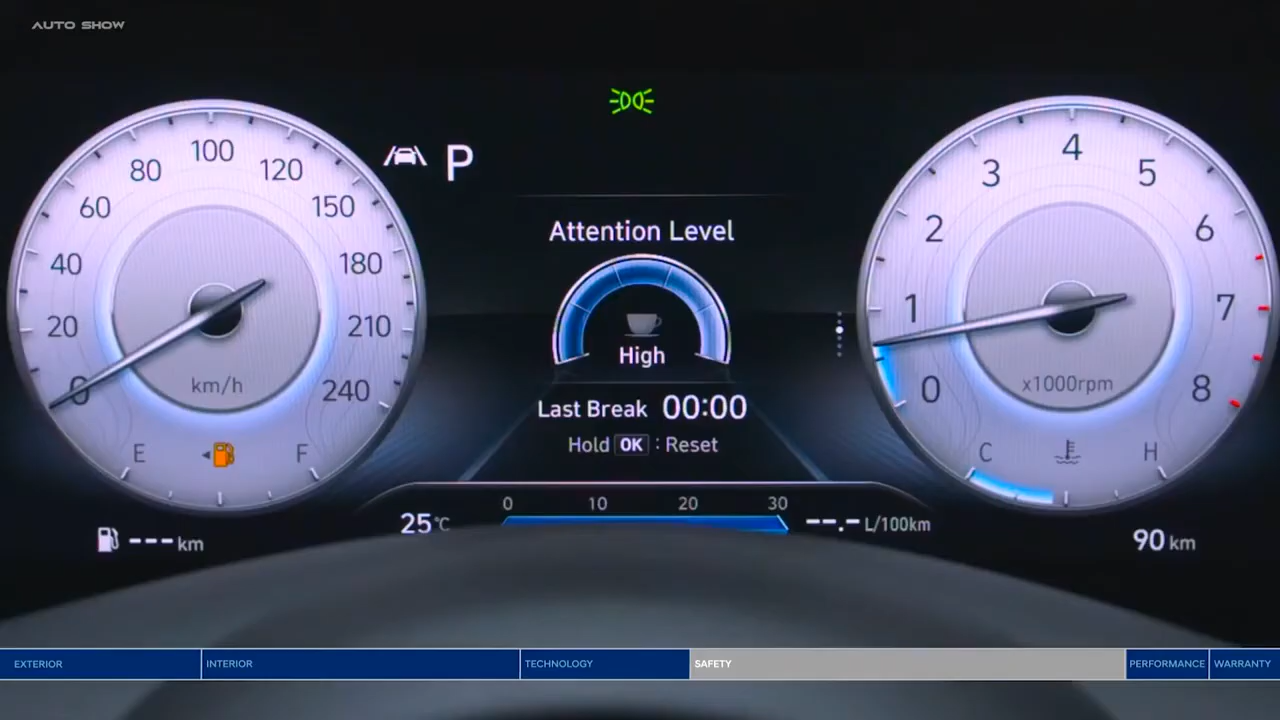 AUTO SHOW
0
20
40
60
80
100
120
150
180
210
240
km/h
E
F
--- km
P
Attention Level
High
Last Break 00:00
Hold OK : Reset
0 10 20 30
25°C
--.- L/100km
0
1
2
3
4
5
6
7
8
x1000rpm
C
H
90 km
EXTERIOR
INTERIOR
TECHNOLOGY
SAFETY
PERFORMANCE
WARRANTY